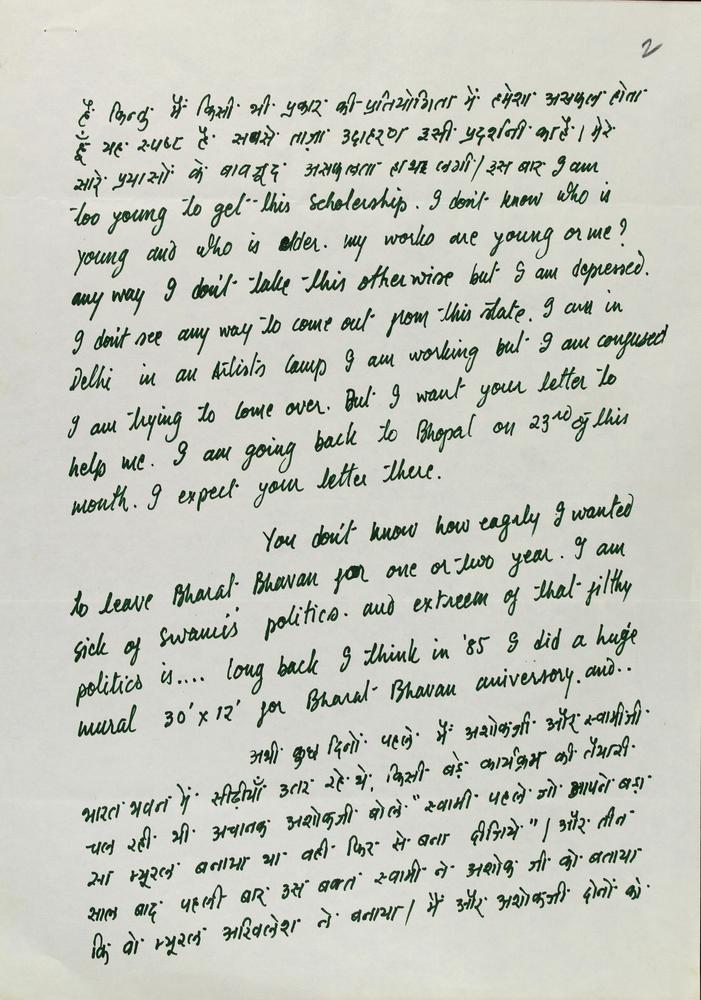 2
है किन्तु मैं किसी भी प्रकार की प्रतियोगिता में हमेशा असफल होता
हूँ यह स्पष्ट है सबसे ताज़ा उदाहरण इसी प्रदर्शनी का है। मेरे
सारे प्रयासों के बावजूद असफलता हाथ लगी। इस बार I am
too young to get this Scholership. I don't know who is
young and who is older. my works are young or me?
any way I don't take this otherwise but I am depressed.
I don't see any way to come out from this state. I am in
Delhi in an Artists Camp I am working but I am confused
I am trying to come over. But I want your letter to
help me. I am going back to Bhopal on 23rd of this
month. I expect your letter there.
You don't know how eagaly I wanted
to leave Bharat Bhavan for one or two year. I am
sick of Swami's politics. and extreem of that filthy
politics is.... long back I think in '85 I did a huge
mural 30' x 12' for Bharat Bhavan aniversory. and..
अभी कुछ दिनों पहले मैं अशोकजी और स्वामीजी
भारत भवन में सीढ़ीयाँ उतर रहे थे, किसी बड़े कार्यक्रम की तैयारी
चल रही थी अचानक अशोकजी बोले "स्वामी पहले जो आपने बड़ा
सा म्यूरल बनाया था वही फिर से बना दीजिये"। और तीन
साल बाद पहली बार उस वक्त स्वामी ने अशोक जी को बताया
कि वो म्यूरल अखिलेश ने बनाया। मैं और अशोकजी दोनों को